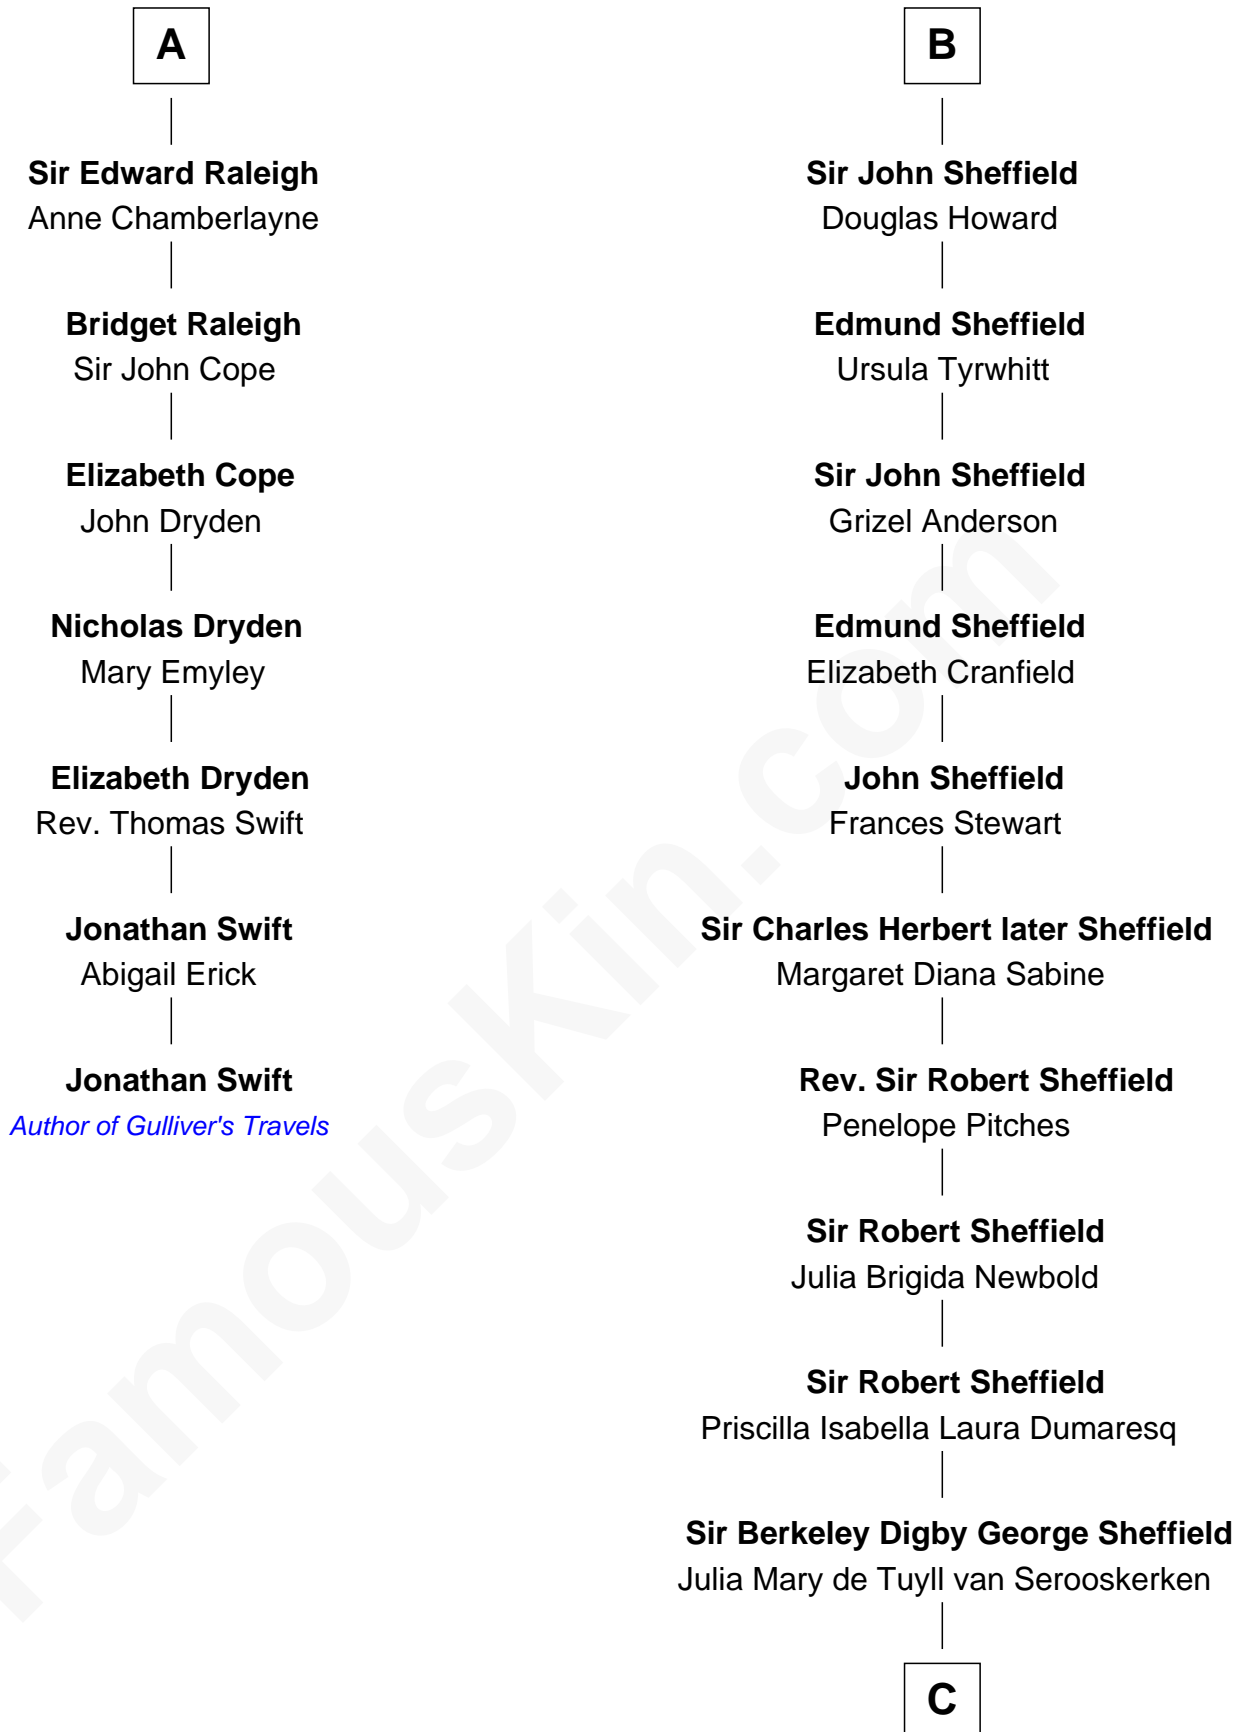 A
Sir Edward Raleigh
Anne Chamberlayne
Bridget Raleigh
Sir John Cope
Elizabeth Cope
John Dryden
Nicholas Dryden
Mary Emyley
Elizabeth Dryden
Rev. Thomas Swift
Jonathan Swift
Abigail Erick
Jonathan Swift
Author of Gulliver's Travels
B
Sir John Sheffield
Douglas Howard
Edmund Sheffield
Ursula Tyrwhitt
Sir John Sheffield
Grizel Anderson
Edmund Sheffield
Elizabeth Cranfield
John Sheffield
Frances Stewart
Sir Charles Herbert later Sheffield
Margaret Diana Sabine
Rev. Sir Robert Sheffield
Penelope Pitches
Sir Robert Sheffield
Julia Brigida Newbold
Sir Robert Sheffield
Priscilla Isabella Laura Dumaresq
Sir Berkeley Digby George Sheffield
Julia Mary de Tuyll van Serooskerken
C
FamousKin.com